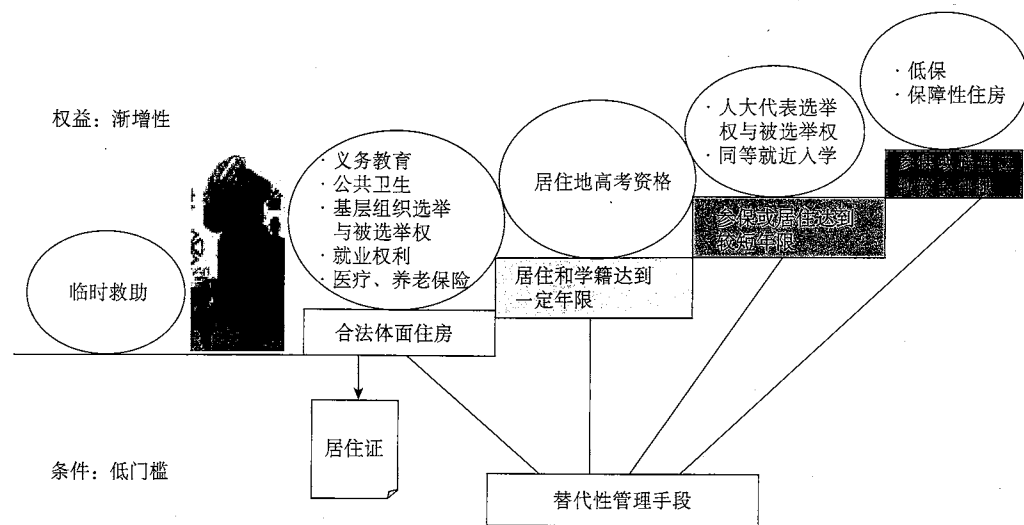 权益：渐增性
临时救助
· 义务教育
· 公共卫生
· 基层组织选举
与被选举权
· 就业权利
· 医疗、养老保险
合法体面住房
居住地高考资格
居住和学籍达到
一定年限
· 人大代表选举
权与被选举权
· 同等就近入学
参保或居住达到
较短年限
· 低保
· 保障性住房
居住证
条件：低门槛
替代性管理手段